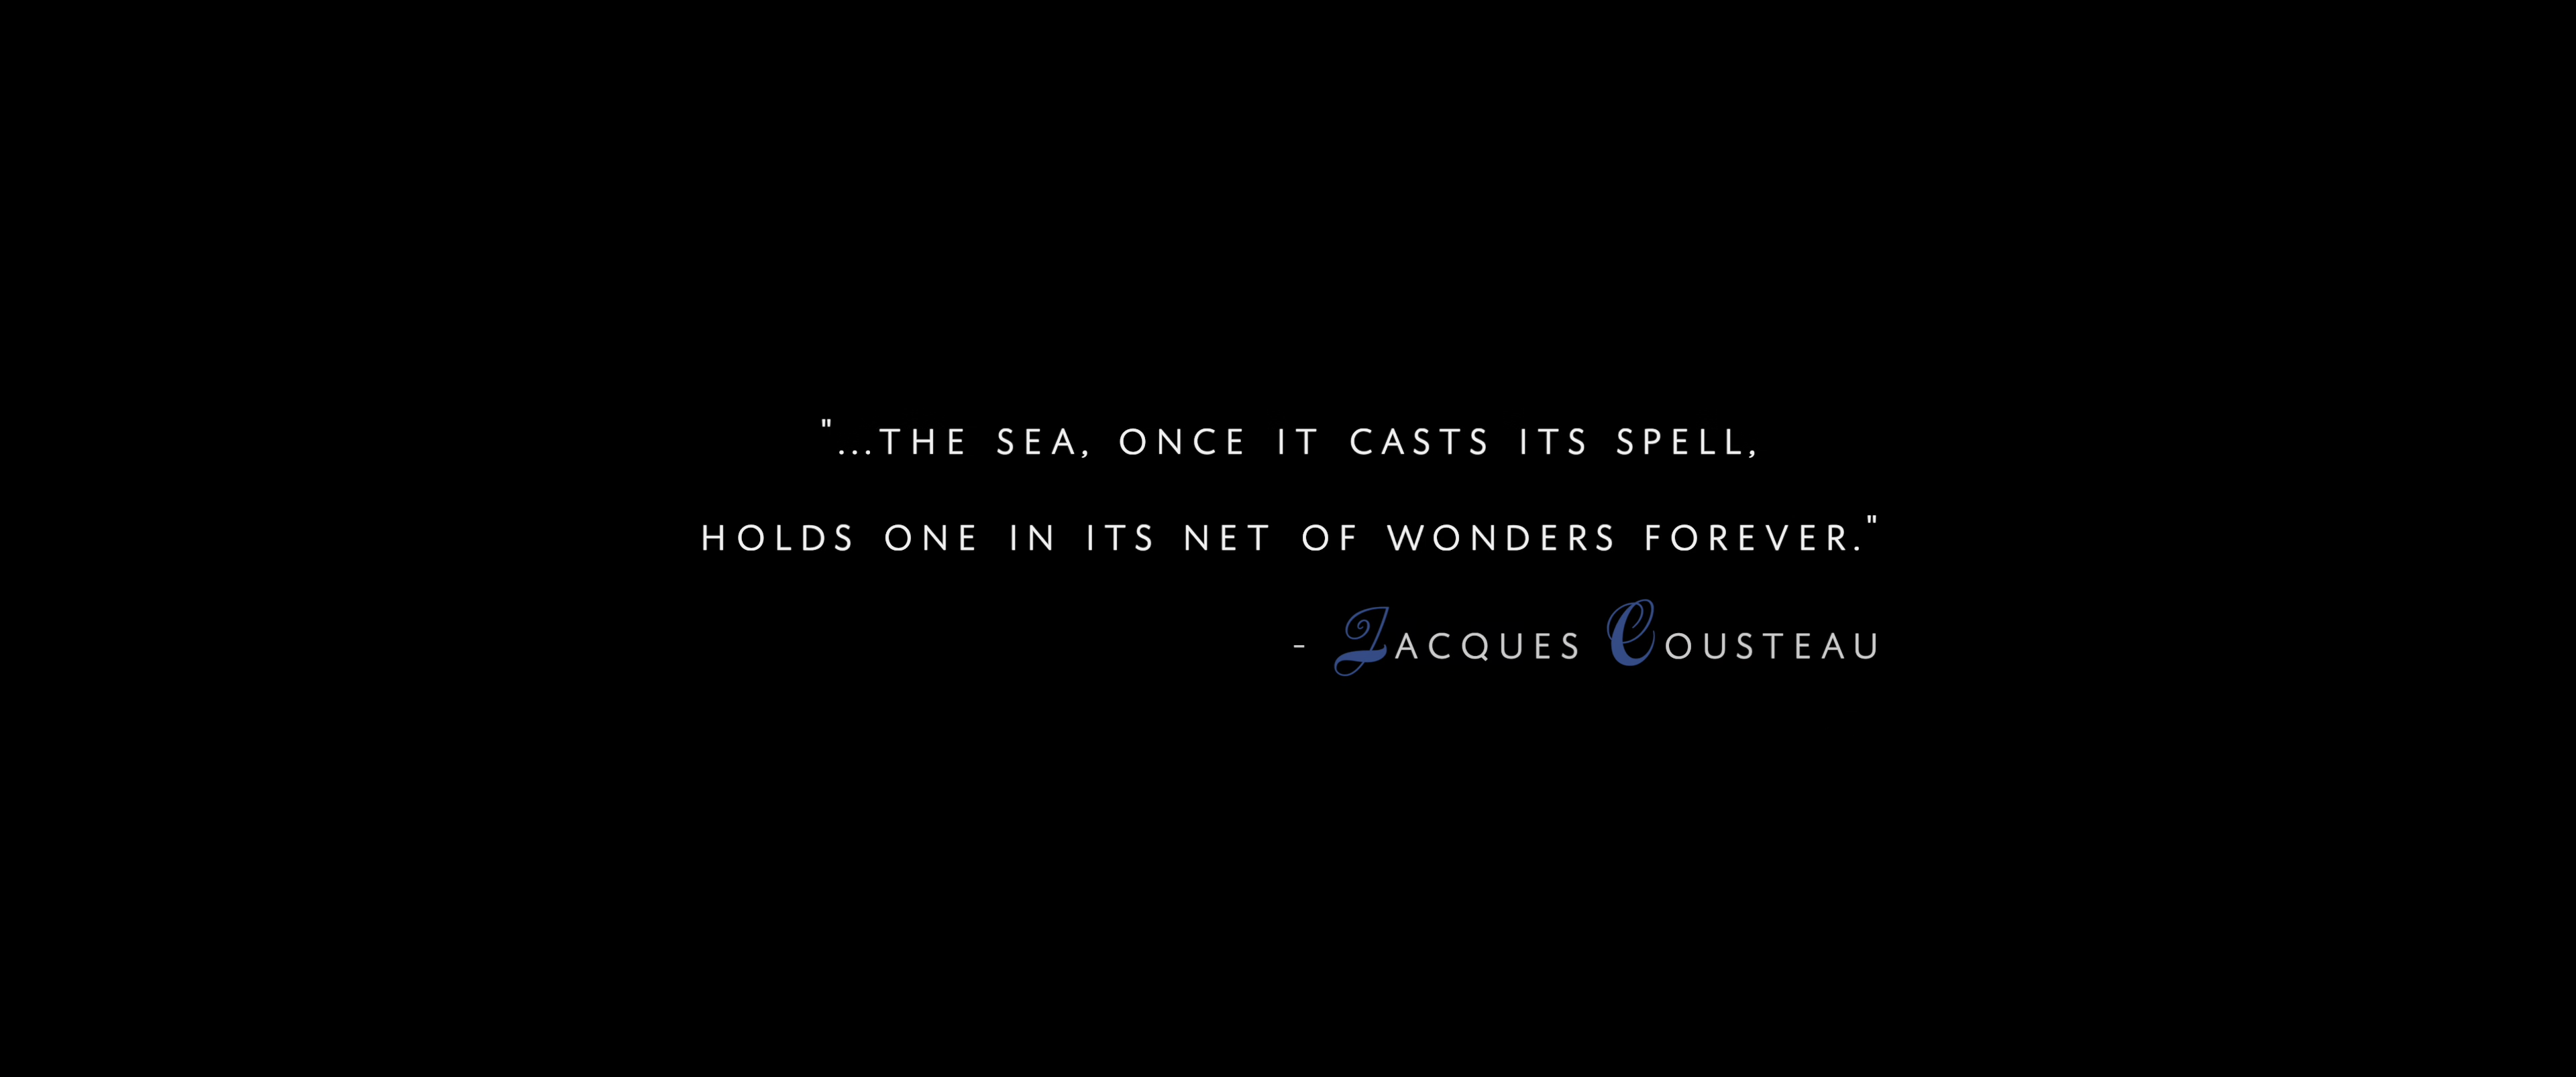 "...THE SEA, ONCE IT CASTS ITS SPELL,
HOLDS ONE IN ITS NET OF WONDERS FOREVER."
- JACQUES COUSTEAU